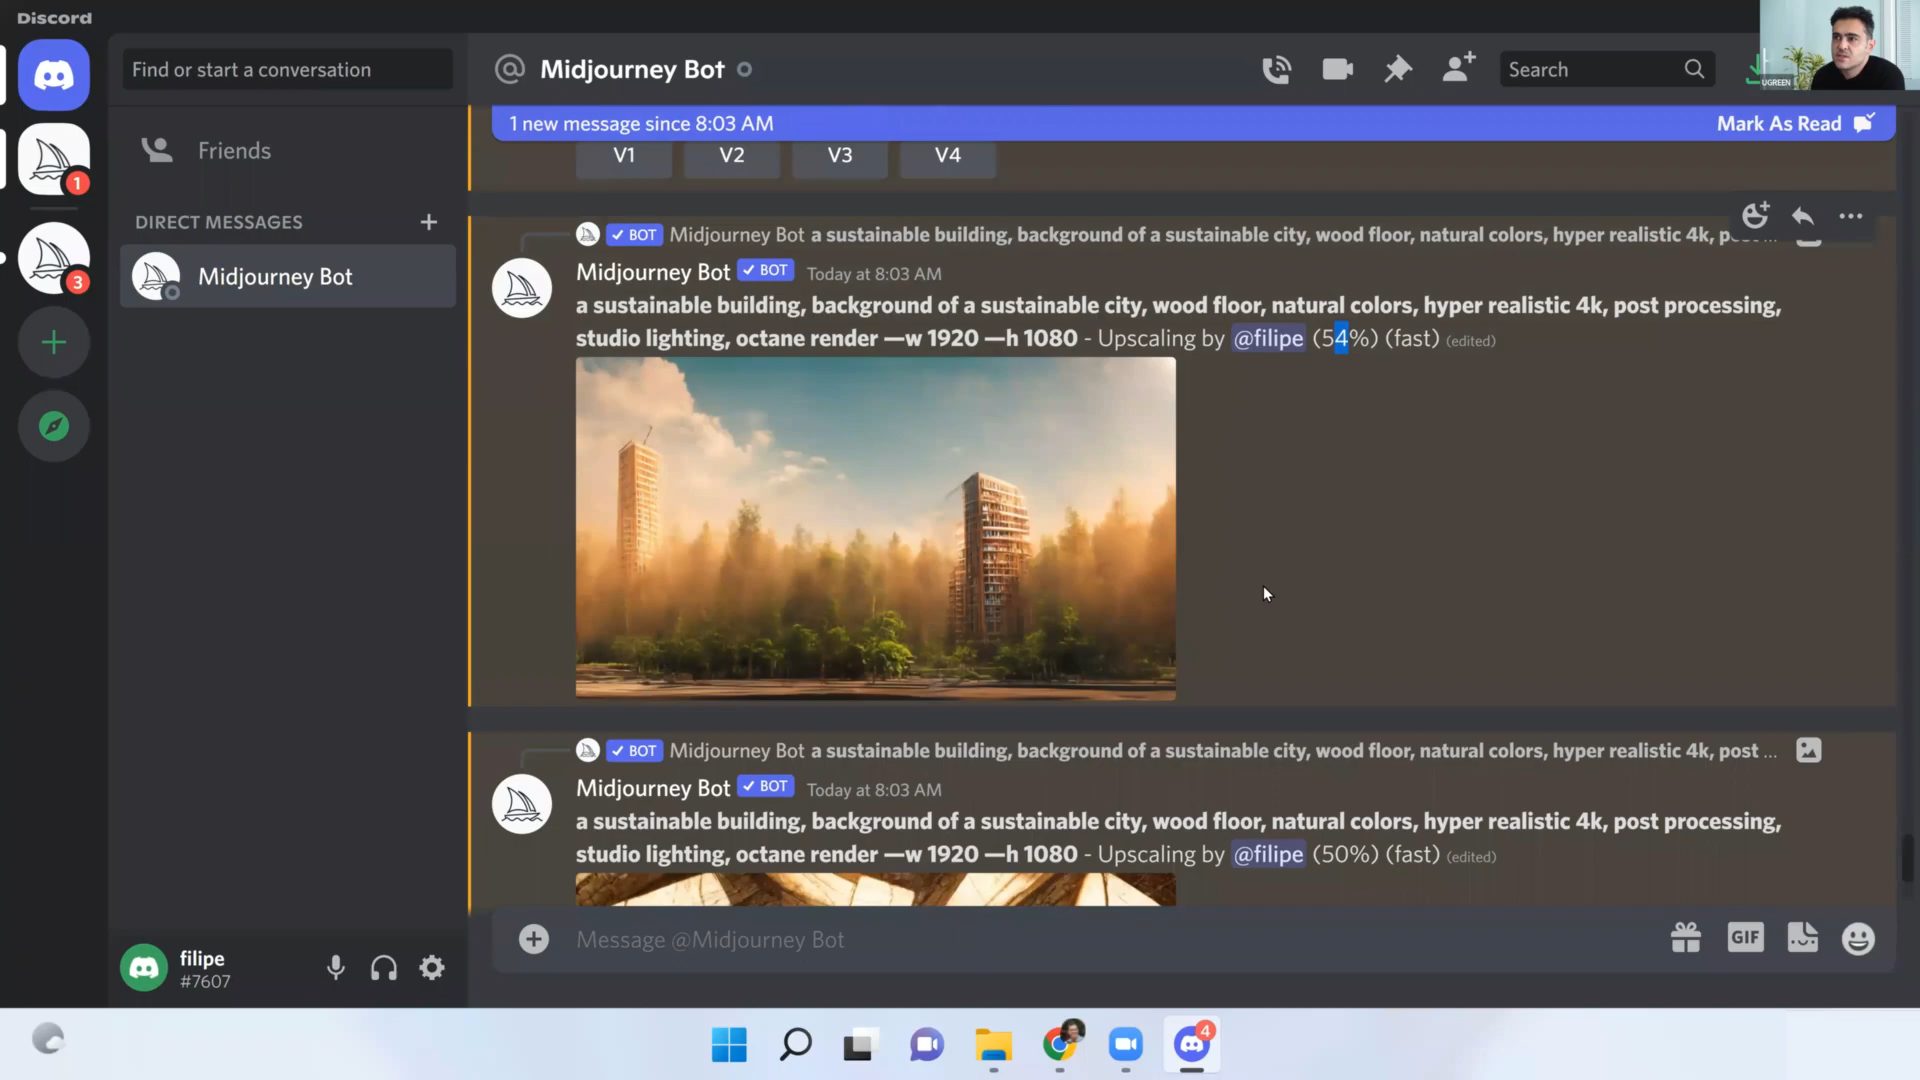 Discord
Find or start a conversation
Midjourney Bot
Search
UGREEN
1 new message since 8:03 AM
Mark As Read
V1 V2 V3 V4
Friends
1
DIRECT MESSAGES
BOT Midjourney Bot a sustainable building, background of a sustainable city, wood floor, natural colors, hyper realistic 4k,
Midjourney Bot
3
Midjourney Bot BOT Today at 8:03 AM
a sustainable building, background of a sustainable city, wood floor, natural colors, hyper realistic 4k, post processing,
studio lighting, octane render —w 1920 —h 1080 - Upscaling by @filipe (54%) (fast) (edited)
BOT Midjourney Bot a sustainable building, background of a sustainable city, wood floor, natural colors, hyper realistic 4k, post ...
Midjourney Bot BOT Today at 8:03 AM
a sustainable building, background of a sustainable city, wood floor, natural colors, hyper realistic 4k, post processing,
studio lighting, octane render —w 1920 —h 1080 - Upscaling by @filipe (50%) (fast) (edited)
Message @Midjourney Bot
GIF
filipe
#7607
4